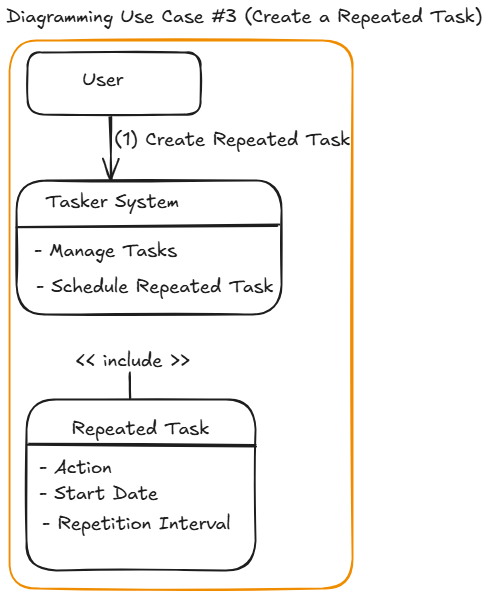 Diagramming Use Case #3 (Create a Repeated Task)
User
(1) Create Repeated Task
Tasker System
- Manage Tasks
- Schedule Repeated Task
<< include >>
Repeated Task
- Action
- Start Date
- Repetition Interval